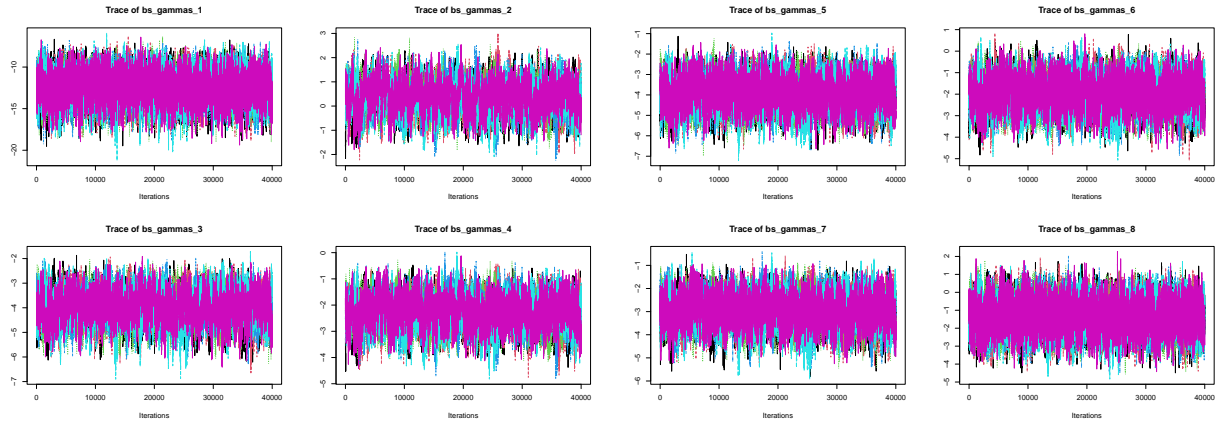 Trace of bs_gammas_1
-10
-15
-20
0 10000 20000 30000 40000
Iterations
Trace of bs_gammas_2
3
2
1
0
-1
-2
0 10000 20000 30000 40000
Iterations
Trace of bs_gammas_5
-1
-2
-3
-4
-5
-6
-7
0 10000 20000 30000 40000
Iterations
Trace of bs_gammas_6
1
0
-1
-2
-3
-4
-5
0 10000 20000 30000 40000
Iterations
Trace of bs_gammas_3
-2
-3
-4
-5
-6
-7
0 10000 20000 30000 40000
Iterations
Trace of bs_gammas_4
0
-1
-2
-3
-4
-5
0 10000 20000 30000 40000
Iterations
Trace of bs_gammas_7
-1
-2
-3
-4
-5
-6
0 10000 20000 30000 40000
Iterations
Trace of bs_gammas_8
2
1
0
-1
-2
-3
-4
-5
0 10000 20000 30000 40000
Iterations